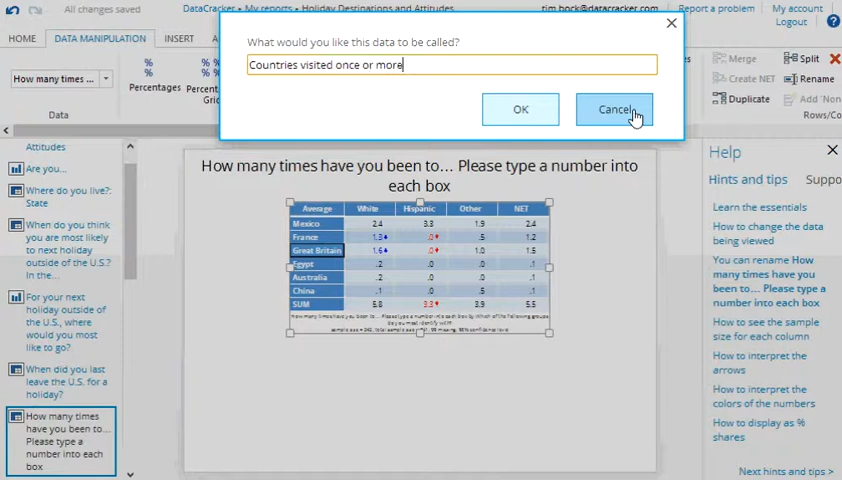 All changes saved
DataCracker • My reports • Holiday Destinations and Attitudes
tim.bock@datacracker.com
Report a problem
My account
Logout
HOME
DATA MANIPULATION
INSERT
How many times ...
Data
%
%
Percentages
What would you like this data to be called?
Countries visited once or more
OK
Cancel
Merge
Split
Create NET
Rename
Duplicate
Add 'Non
Rows/Co
Attitudes
Are you...
Where do you live?:
State
When do you think
you are most likely
to next holiday
outside of the U.S.?
In the...
For your next
holiday outside of
the U.S., where
would you most
like to go?
When did you last
leave the U.S. for a
holiday?
How many times
have you been to...
Please type a
number into each
box
How many times have you been to... Please type a number into
each box
Average White Hispanic Other NET
Mexico 2.4 3.3 1.9 2.4
France 1.3 .0 .5 1.2
Great Britain 1.6 .0 1.0 1.5
Egypt .2 .0 .0 .1
Australia .2 .0 .0 .1
China .1 .0 .5 .1
SUM 5.8 3.3 3.9 5.5
Help
Hints and tips
Suppo
Learn the essentials
How to change the data
being viewed
You can rename How
many times have you
been to... Please type a
number into each box
How to see the sample
size for each column
How to interpret the
arrows
How to interpret the
colors of the numbers
How to display as %
shares
Next hints and tips >